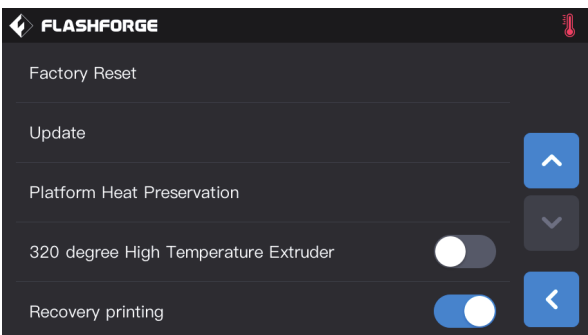 FLASHFORGE
Factory Reset
Update
Platform Heat Preservation
320 degree High Temperature Extruder
Recovery printing